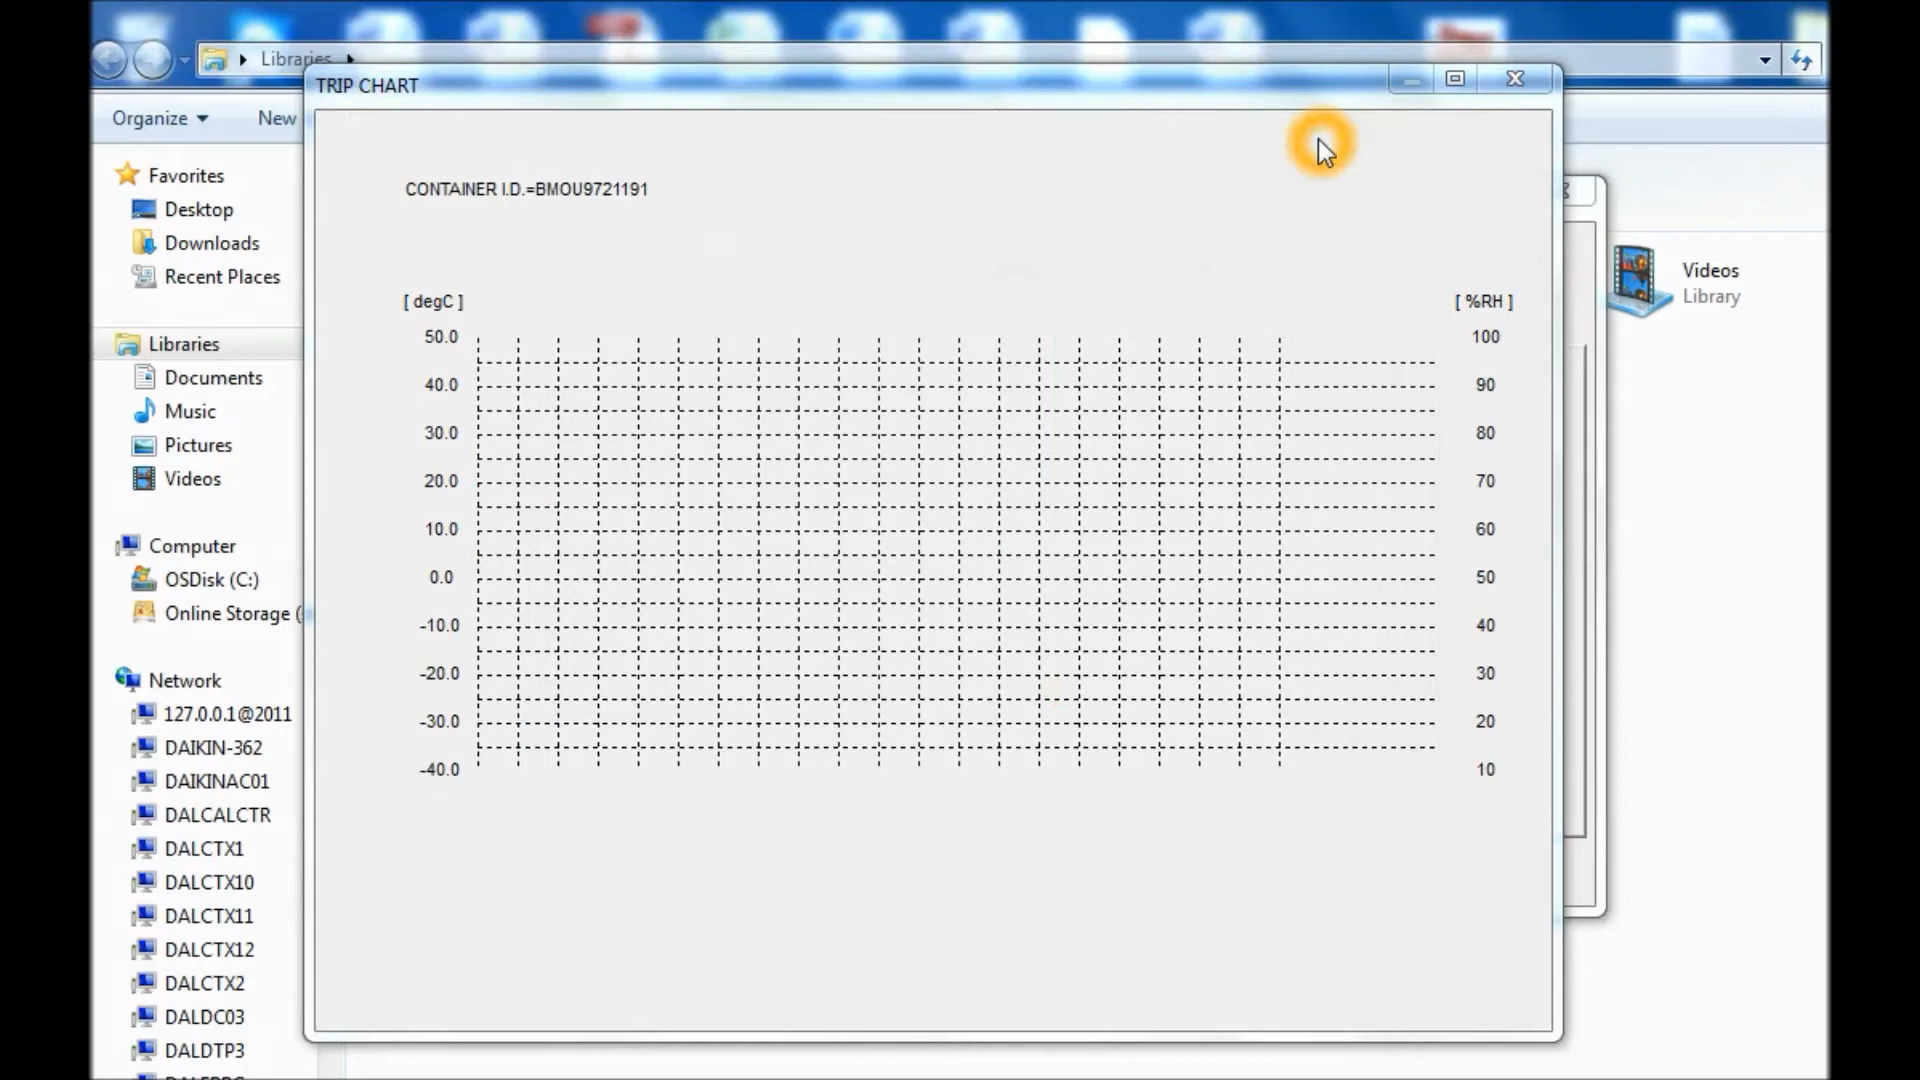 Libraries
TRIP CHART
Organize
New
CONTAINER I.D.=BMOU9721191
Favorites
Desktop
Downloads
Recent Places
Libraries
Documents
Music
Pictures
Videos
Computer
OSDisk (C:)
Online Storage (
Network
127.0.0.1@2011
DAIKIN-362
DAIKINAC01
DALCALCTR
DALCTX1
DALCTX10
DALCTX11
DALCTX12
DALCTX2
DALDC03
DALDTP3
[ degC ] [ %RH ]
50.0 100
40.0 90
30.0 80
20.0 70
10.0 60
0.0 50
-10.0 40
-20.0 30
-30.0 20
-40.0 10
Videos
Library